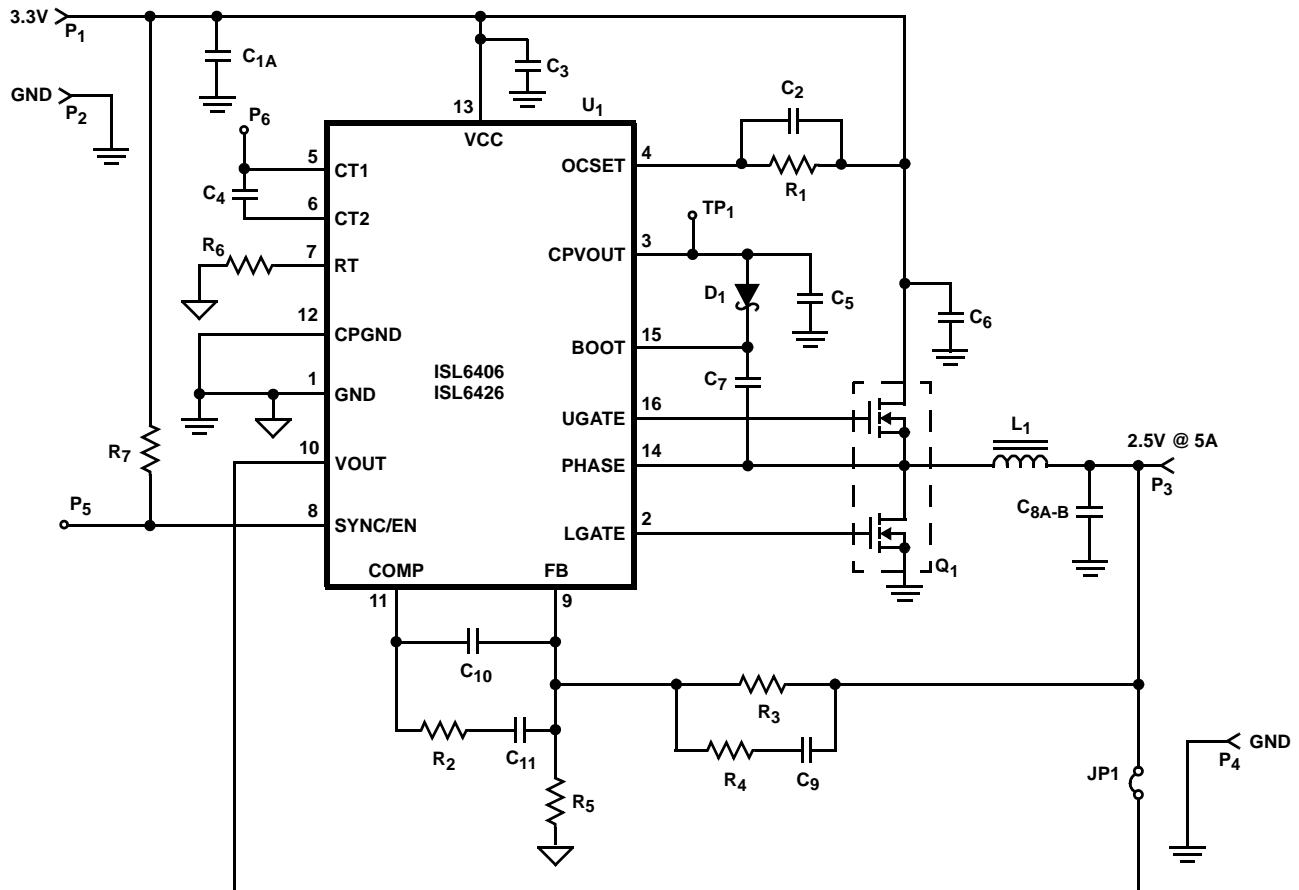 3.3V
P1
C1A
C3
GND
P2
P6
13
U1
C2
VCC
5
CT1
OCSET
4
R1
C4
6
CT2
TP1
R6
7
RT
CPVOUT
3
D1
C5
12
CPGND
C6
BOOT
15
ISL6406
ISL6426
C7
1
GND
UGATE
16
L1
2.5V @ 5A
R7
10
VOUT
PHASE
14
P3
P5
C8A-B
8
SYNC/EN
LGATE
2
COMP
FB
Q1
11
9
C10
R3
R2
C11
R4
C9
GND
P4
JP1
R5